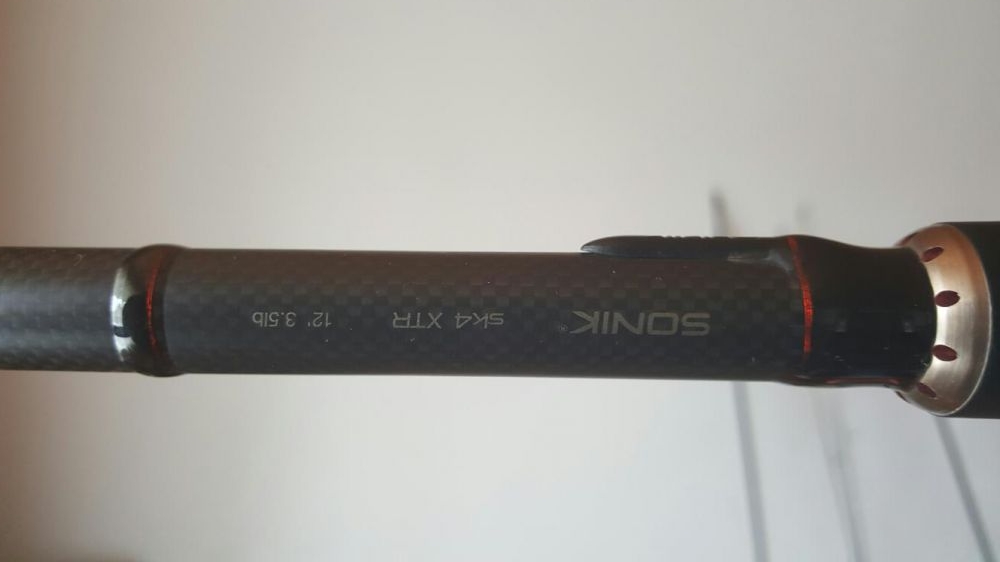 SONIK® SK4 XTR 12' 3.5lb